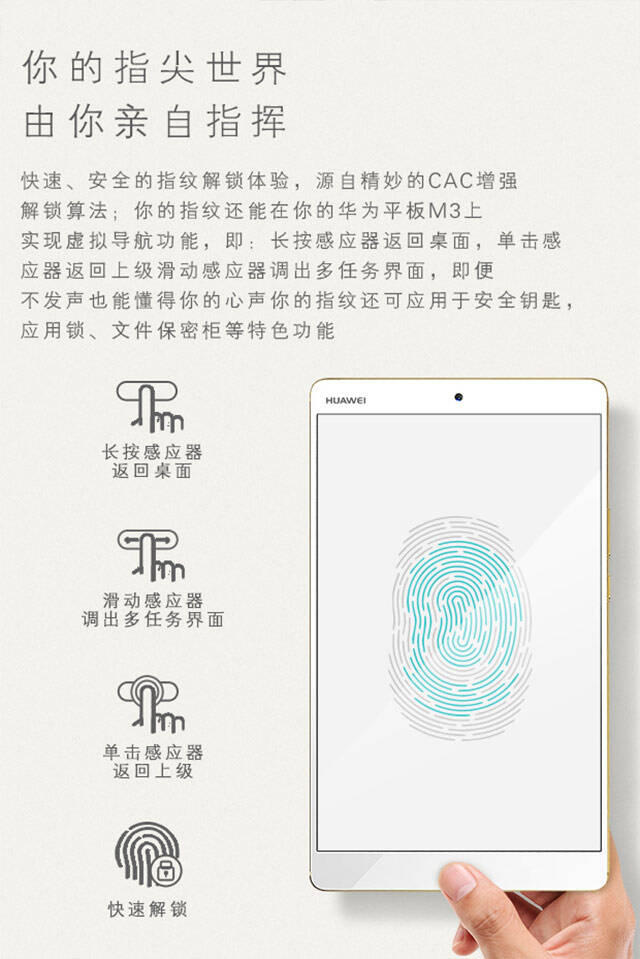 你的指尖世界
由你亲自指挥
快速、安全的指纹解锁体验，源自精妙的CAC增强
解锁算法；你的指纹还能在你的华为平板M3上
实现虚拟导航功能，即：长按感应器返回桌面，单击感
应器返回上级滑动感应器调出多任务界面，即便
不发声也能懂得你的心声你的指纹还可应用于安全钥匙，
应用锁、文件保密柜等特色功能
长按感应器
返回桌面
HUAWEI
滑动感应器
调出多任务界面
单击感应器
返回上级
快速解锁